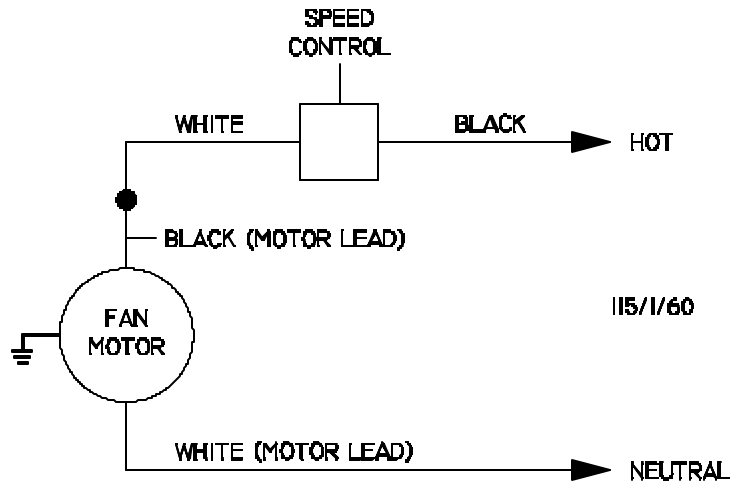 SPEED
CONTROL
WHITE
BLACK
HOT
BLACK (MOTOR LEAD)
FAN
MOTOR
115/1/60
WHITE (MOTOR LEAD)
NEUTRAL